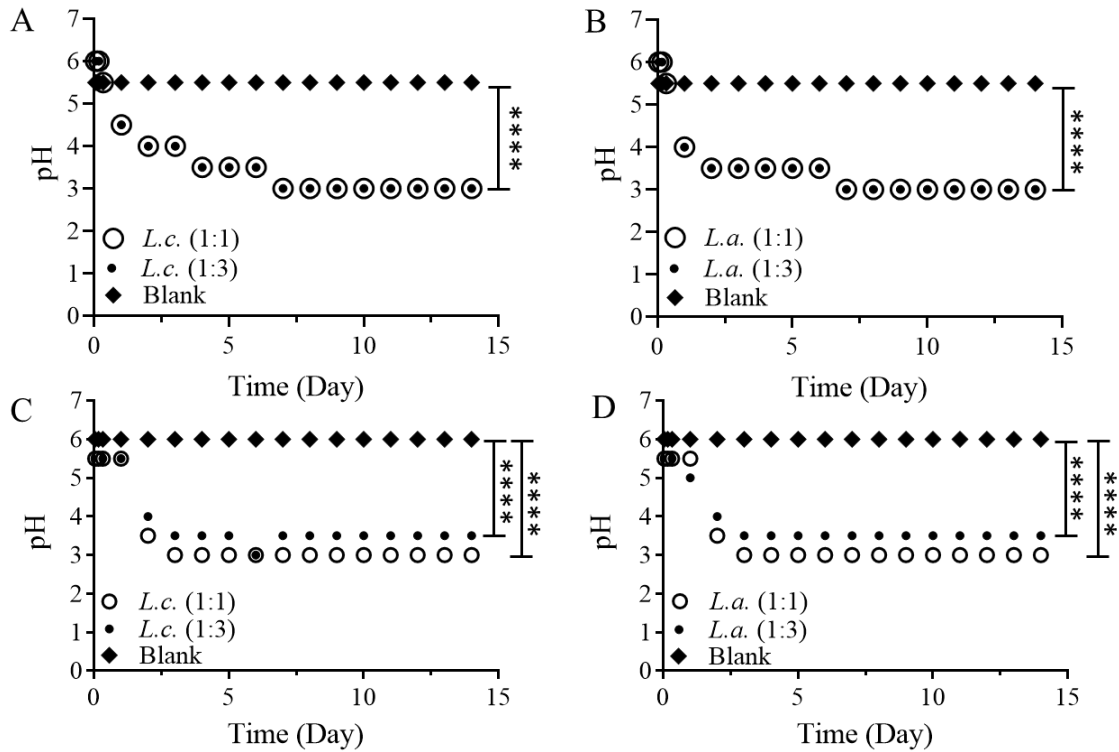 A
7
6
5
4
3
2
1
0
pH
****
L.c. (1:1)
L.c. (1:3)
Blank
0 5 10 15
Time (Day)
B
7
6
5
4
3
2
1
0
pH
****
L.a. (1:1)
L.a. (1:3)
Blank
0 5 10 15
Time (Day)
C
7
6
5
4
3
2
1
0
pH
****
****
L.c. (1:1)
L.c. (1:3)
Blank
0 5 10 15
Time (Day)
D
7
6
5
4
3
2
1
0
pH
****
****
L.a. (1:1)
L.a. (1:3)
Blank
0 5 10 15
Time (Day)